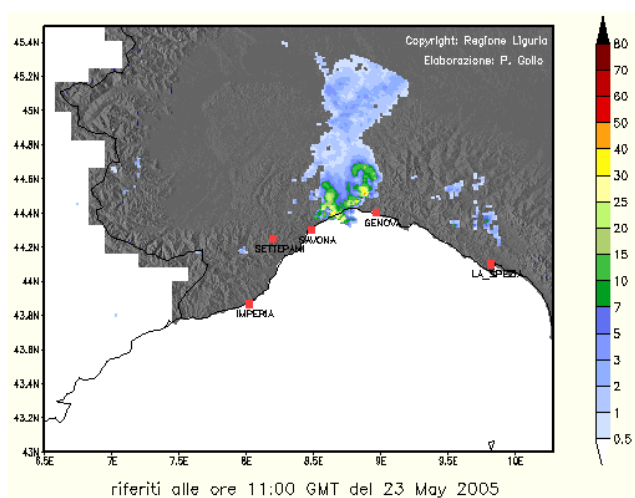 Copyright: Regione Liguria
Elaborazione: P. Gollo
45.4N
45.2N
45N
44.8N
44.6N
44.4N
44.2N
44N
43.8N
43.6N
43.4N
43.2N
43N
6.5E
7E
7.5E
8E
8.5E
9E
9.5E
10E
SETTEPANI
SAVONA
GENOVA
LA_SPEZIA
IMPERIA
80
70
60
50
40
30
25
20
15
10
7
5
3
2
1
0.5
riferiti alle ore 11:00 GMT del 23 May 2005